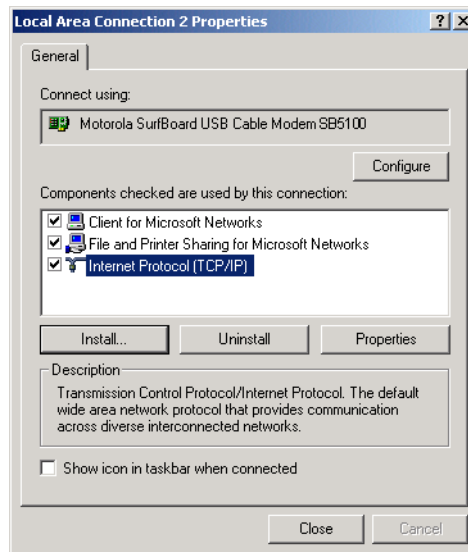 Local Area Connection 2 Properties
General
Connect using:
Motorola SurfBoard USB Cable Modem SB5100
Configure
Components checked are used by this connection:
Client for Microsoft Networks
File and Printer Sharing for Microsoft Networks
Internet Protocol (TCP/IP)
Install... Uninstall Properties
Description
Transmission Control Protocol/Internet Protocol. The default
wide area network protocol that provides communication
across diverse interconnected networks.
Show icon in taskbar when connected
Close Cancel